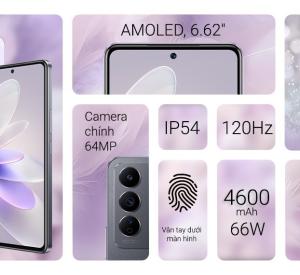 AMOLED, 6.62"
Camera
chính
64MP
IP54
120Hz
Vân tay dưới
màn hình
4600
mAh
66W